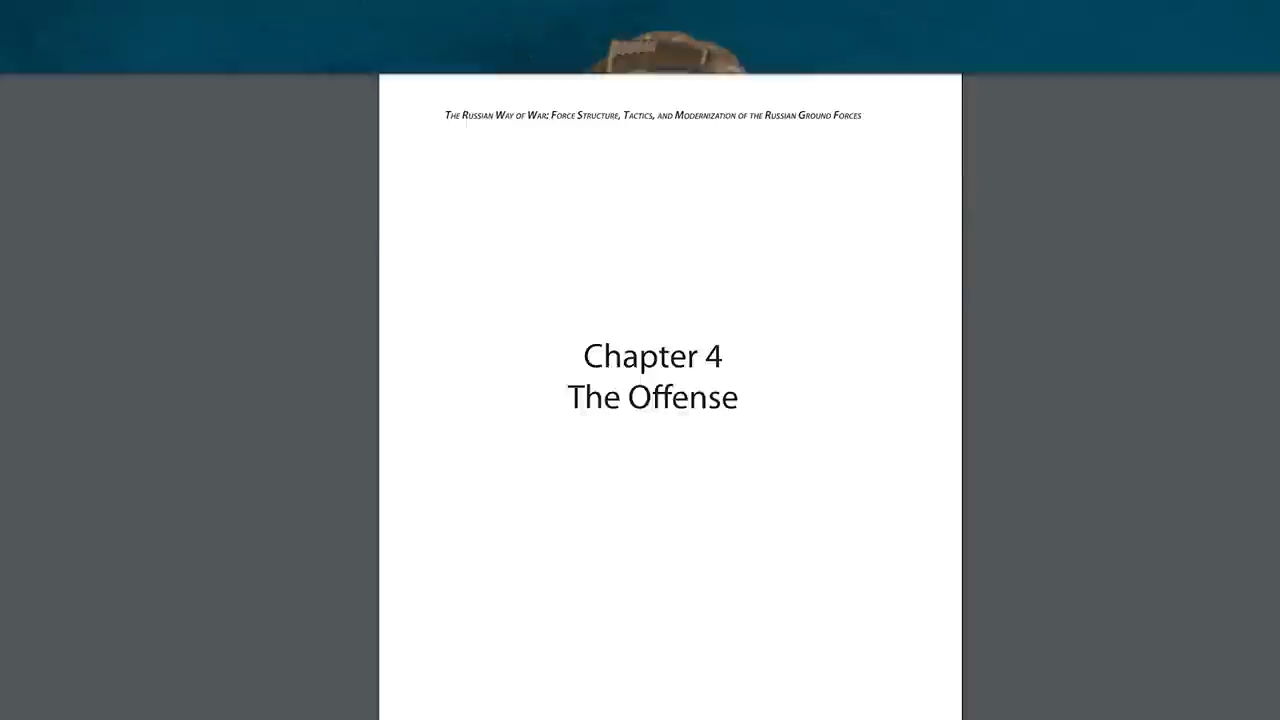 The Russian Way of War: Force Structure, Tactics, and Modernization of the Russian Ground Forces
Chapter 4
The Offense